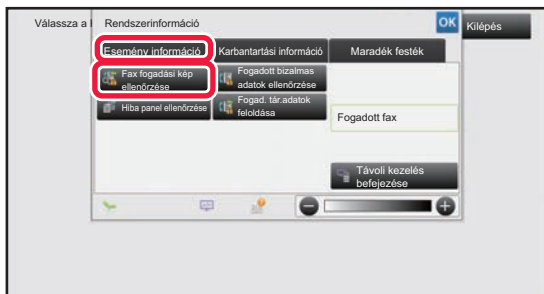 Válassza a
Rendszerinformáció
OK
Kilépés
Esemény információ
Karbantartási információ
Maradék festék
Fax fogadási kép
ellenőrzése
Fogadott bizalmas
adatok ellenőrzése
Hiba panel ellenőrzése
Fogad. tár.adatok
feloldása
Fogadott fax
Távoli kezelés
befejezése